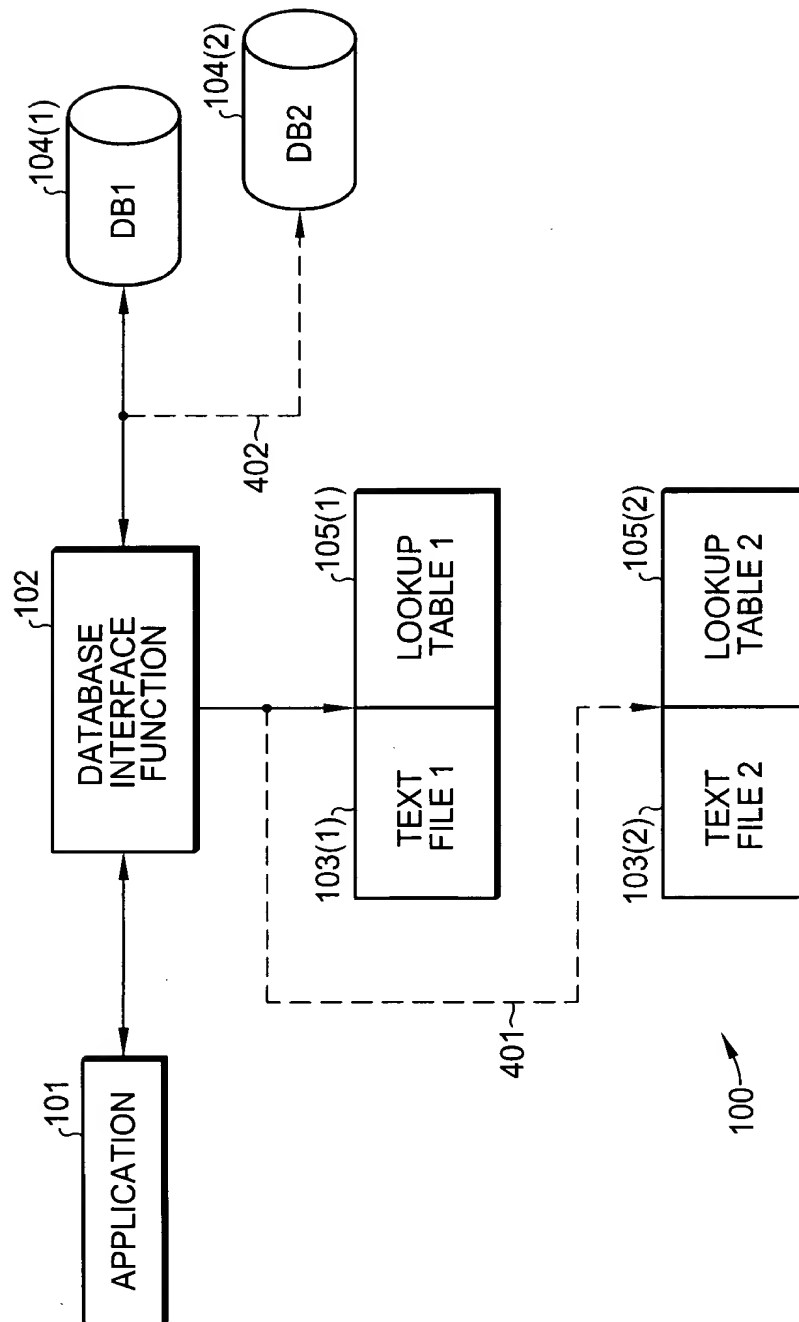 101
APPLICATION
102
DATABASE
INTERFACE
FUNCTION
104(1)
DB1
104(2)
DB2
402
103(1)
TEXT
FILE 1
105(1)
LOOKUP
TABLE 1
401
103(2)
TEXT
FILE 2
105(2)
LOOKUP
TABLE 2
100